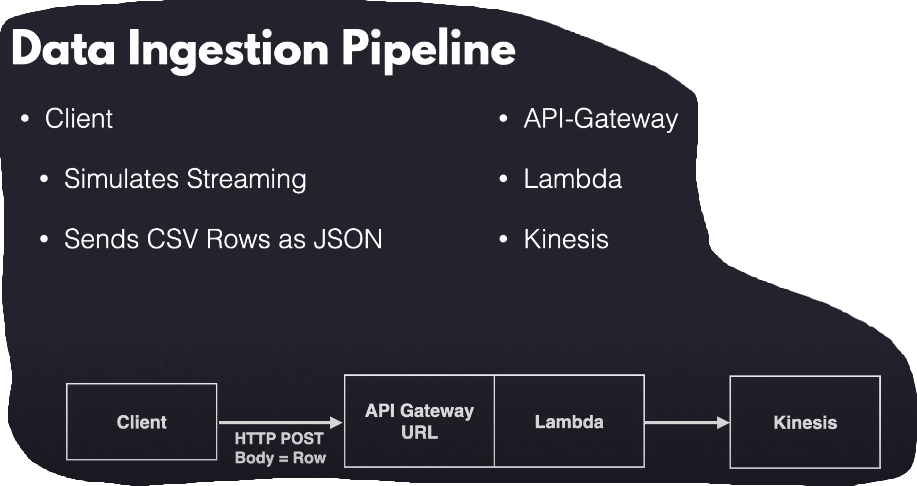 Data Ingestion Pipeline
• Client
• Simulates Streaming
• Sends CSV Rows as JSON
• API-Gateway
• Lambda
• Kinesis
Client
HTTP POST
Body = Row
API Gateway
URL
Lambda
Kinesis